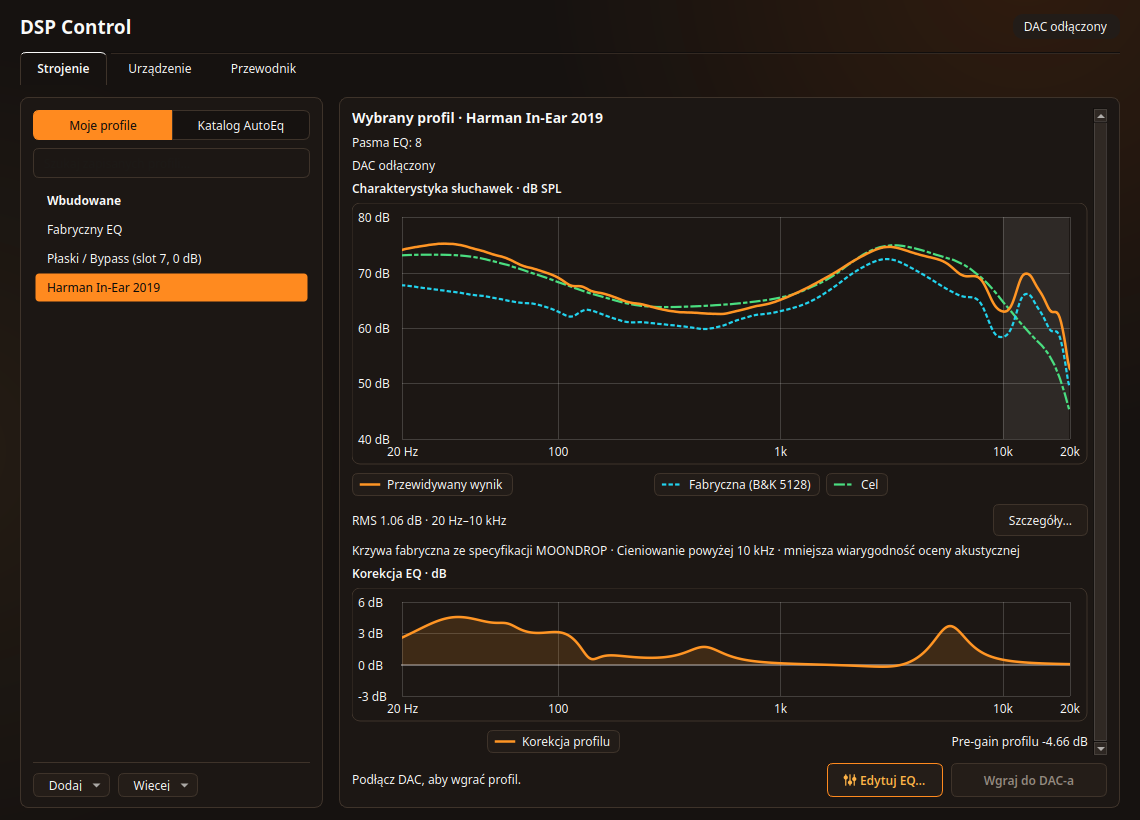 DSP Control
DAC odłączony
Strojenie
Urządzenie
Przewodnik
Moje profile
Katalog AutoEq
Wbudowane
Fabryczny EQ
Płaski / Bypass (slot 7, 0 dB)
Harman In-Ear 2019
Dodaj
Więcej
Wybrany profil · Harman In-Ear 2019
Pasma EQ: 8
DAC odłączony
Charakterystyka słuchawek · dB SPL
80 dB
70 dB
60 dB
50 dB
40 dB
20 Hz 100 1k 10k 20k
Przewidywany wynik
Fabryczna (B&K 5128)
Cel
RMS 1.06 dB · 20 Hz–10 kHz
Szczegóły...
Krzywa fabryczna ze specyfikacji MOONDROP · Cieniowanie powyżej 10 kHz · mniejsza wiarygodność oceny akustycznej
Korekcja EQ · dB
6 dB
3 dB
0 dB
-3 dB
20 Hz 100 1k 10k 20k
Korekcja profilu
Pre-gain profilu -4.66 dB
Podłącz DAC, aby wgrać profil.
Edytuj EQ...
Wgraj do DAC-a